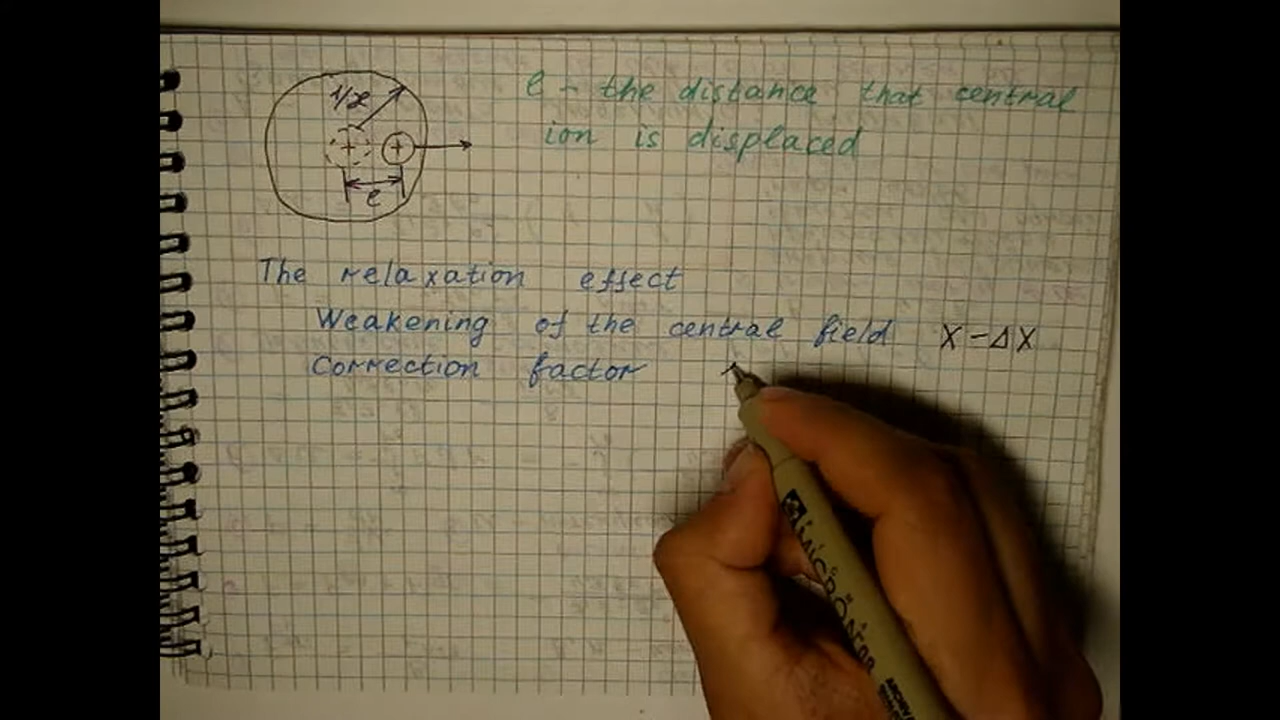 1/æ
+ +
l
l - the distance that central
ion is displaced
The relaxation effect
Weakening of the central field X-ΔX
Correction factor
MICRON